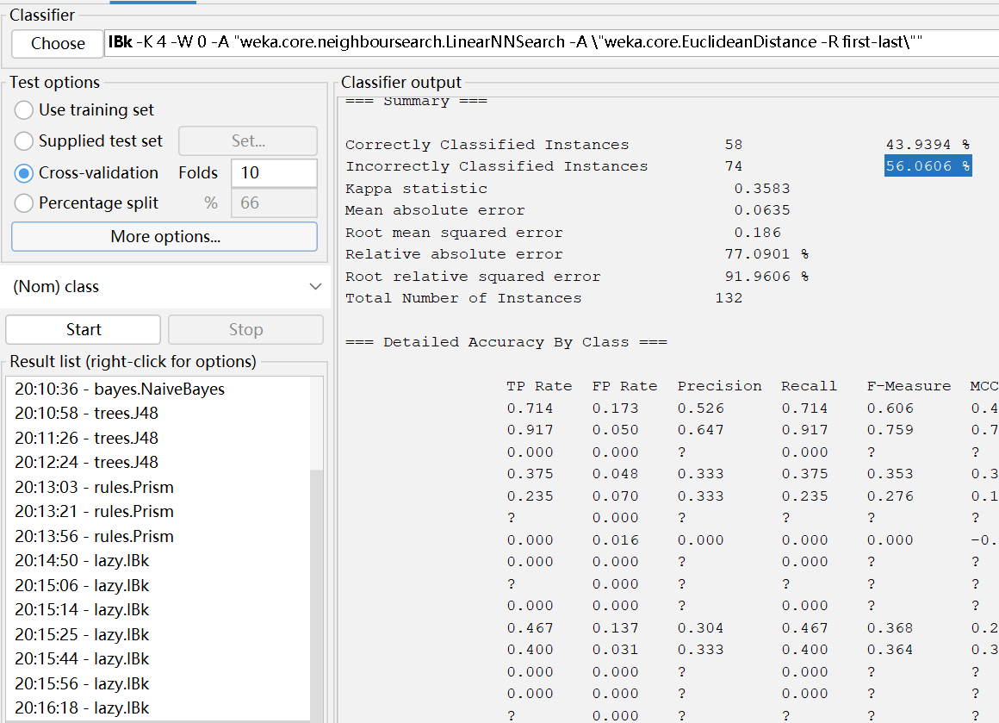 Classifier
Choose
IBk -K 4 -W 0 -A "weka.core.neighboursearch.LinearNNSearch -A \"weka.core.EuclideanDistance -R first-last\""
Test options
Use training set
Supplied test set
Set...
Cross-validation Folds 10
Percentage split % 66
More options...
(Nom) class
Start
Stop
Result list (right-click for options)
20:10:36 - bayes.NaiveBayes
20:10:58 - trees.J48
20:11:26 - trees.J48
20:12:24 - trees.J48
20:13:03 - rules.Prism
20:13:21 - rules.Prism
20:13:56 - rules.Prism
20:14:50 - lazy.IBk
20:15:06 - lazy.IBk
20:15:14 - lazy.IBk
20:15:25 - lazy.IBk
20:15:44 - lazy.IBk
20:15:56 - lazy.IBk
20:16:18 - lazy.IBk
Classifier output
=== Summary ===
Correctly Classified Instances 58 43.9394 %
Incorrectly Classified Instances 74 56.0606 %
Kappa statistic 0.3583
Mean absolute error 0.0635
Root mean squared error 0.186
Relative absolute error 77.0901 %
Root relative squared error 91.9606 %
Total Number of Instances 132
=== Detailed Accuracy By Class ===
TP Rate FP Rate Precision Recall F-Measure MCC
0.714 0.173 0.526 0.714 0.606 0.4
0.917 0.050 0.647 0.917 0.759 0.7
0.000 0.000 ? 0.000 ? ?
0.375 0.048 0.333 0.375 0.353 0.3
0.235 0.070 0.333 0.235 0.276 0.1
? 0.000 ? ? ? ?
0.000 0.016 0.000 0.000 0.000 -0.
0.000 0.000 ? 0.000 ? ?
? 0.000 ? ? ? ?
0.000 0.000 ? 0.000 ? ?
0.467 0.137 0.304 0.467 0.368 0.2
0.400 0.031 0.333 0.400 0.364 0.3
0.000 0.000 ? 0.000 ? ?
0.000 0.000 ? 0.000 ? ?
? 0.000 ? ? ? ?